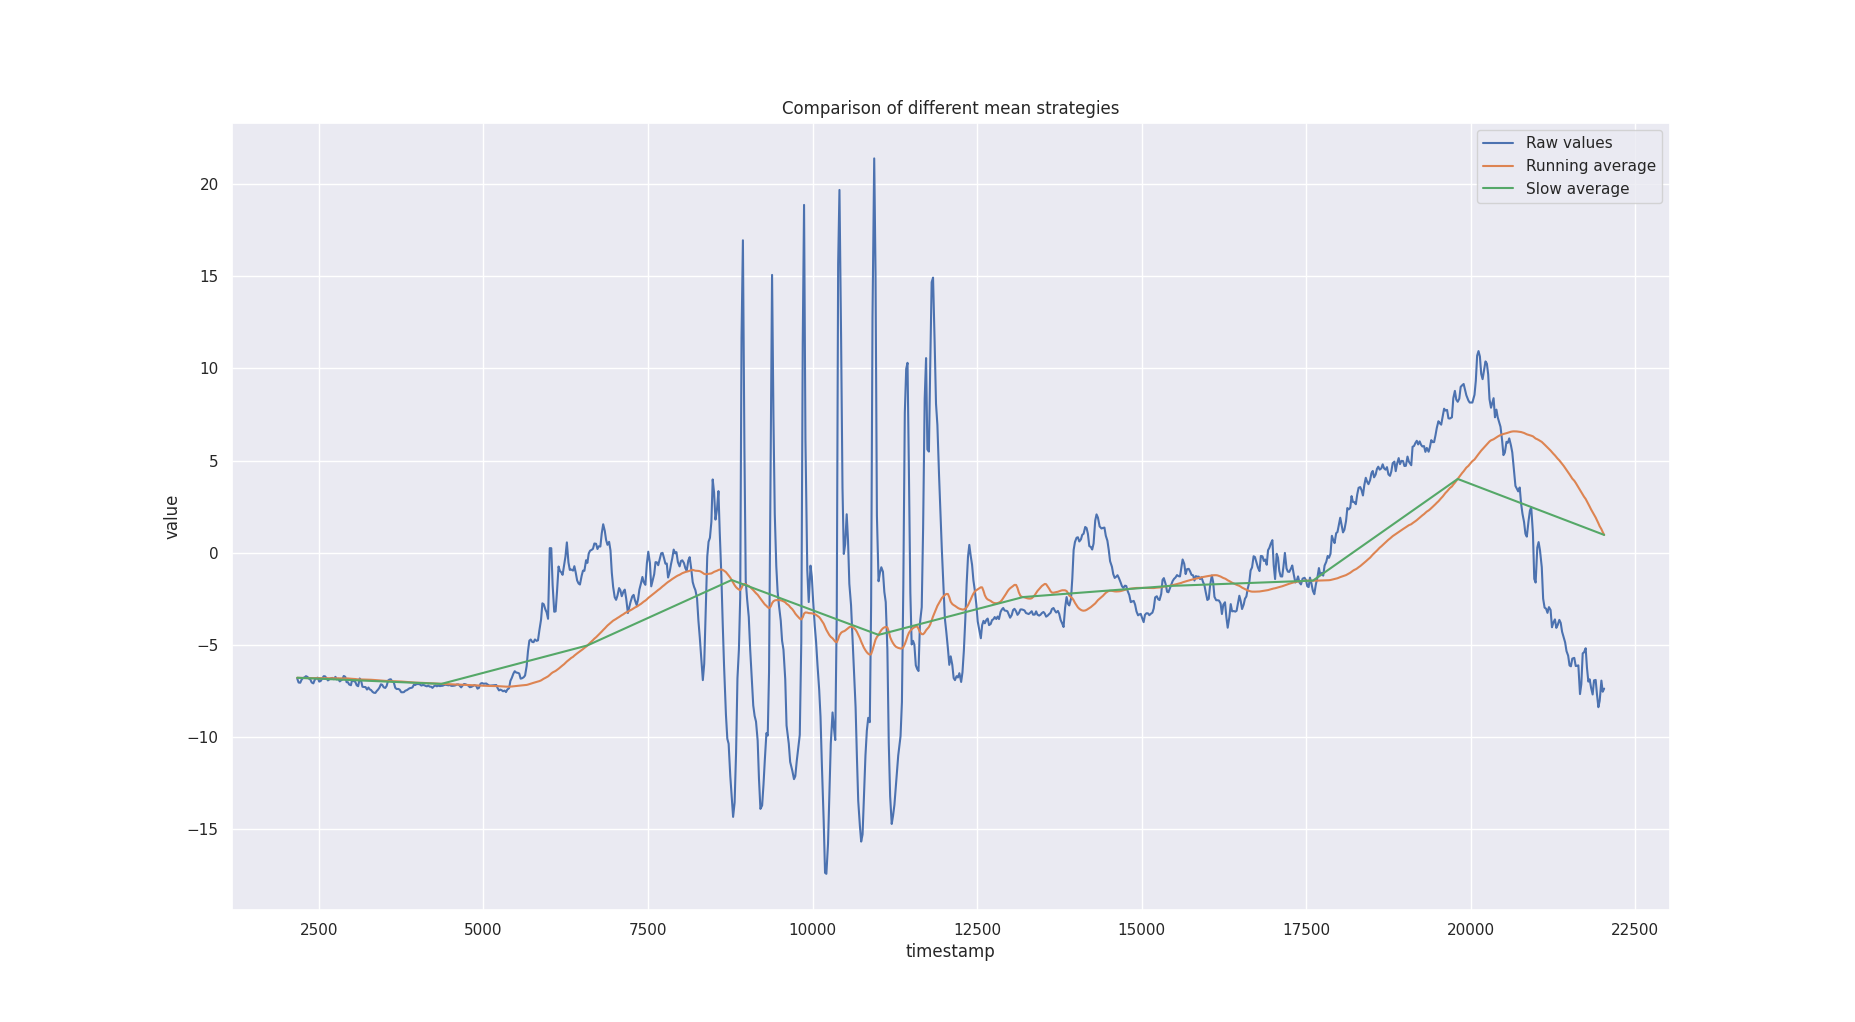 Comparison of different mean strategies
Raw values
Running average
Slow average
value
20
15
10
5
0
−5
−10
−15
2500 5000 7500 10000 12500 15000 17500 20000 22500
timestamp